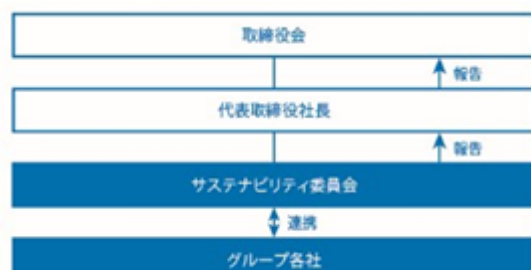 取締役会
報告
代表取締役社長
報告
サステナビリティ委員会
連携
グループ各社